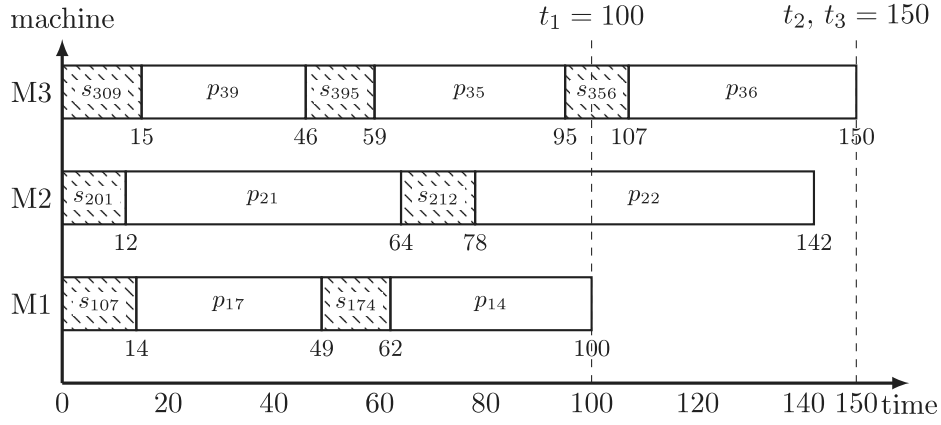 machine
t₁ = 100
t₂, t₃ = 150
M3 s₃₀₉ p₃₉ s₃₉₅ p₃₅ s₃₅₆ p₃₆
15 46 59 95 107 150
M2 s₂₀₁ p₂₁ s₂₁₂ p₂₂
12 64 78 142
M1 s₁₀₇ p₁₇ s₁₇₄ p₁₄
14 49 62 100
0 20 40 60 80 100 120 140 150 time